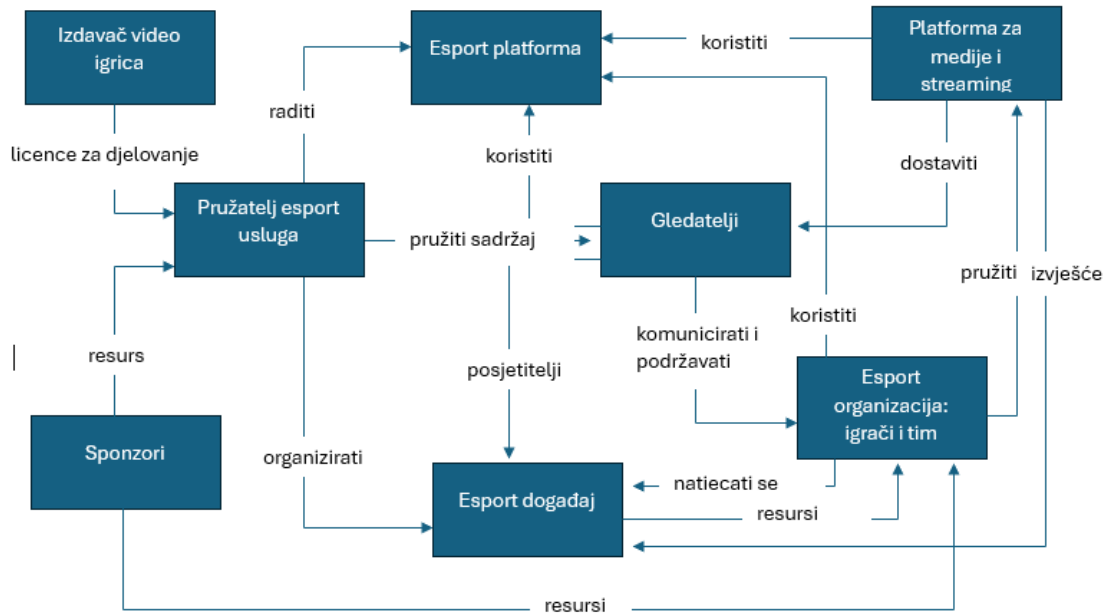 Izdavač video
igrica
Esport platforma
koristiti
Platforma za
medije i
streaming
raditi
licence za djelovanje
koristiti
dostaviti
Pružatelj esport
usluga
pružiti sadržaj
Gledatelji
pružiti
izvješće
komunicirati i
podržavati
koristiti
resurs
posjetitelji
Esport
organizacija:
igrači i tim
Sponzori
organizirati
Esport događaj
natiecati se
resursi
resursi